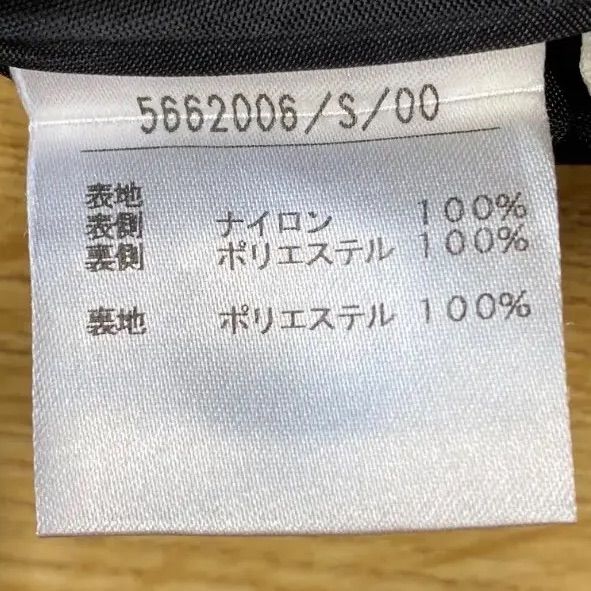 5662006/S/00
表地
表側 ナイロン 100%
裏側 ポリエステル 100%
裏地 ポリエステル 100%